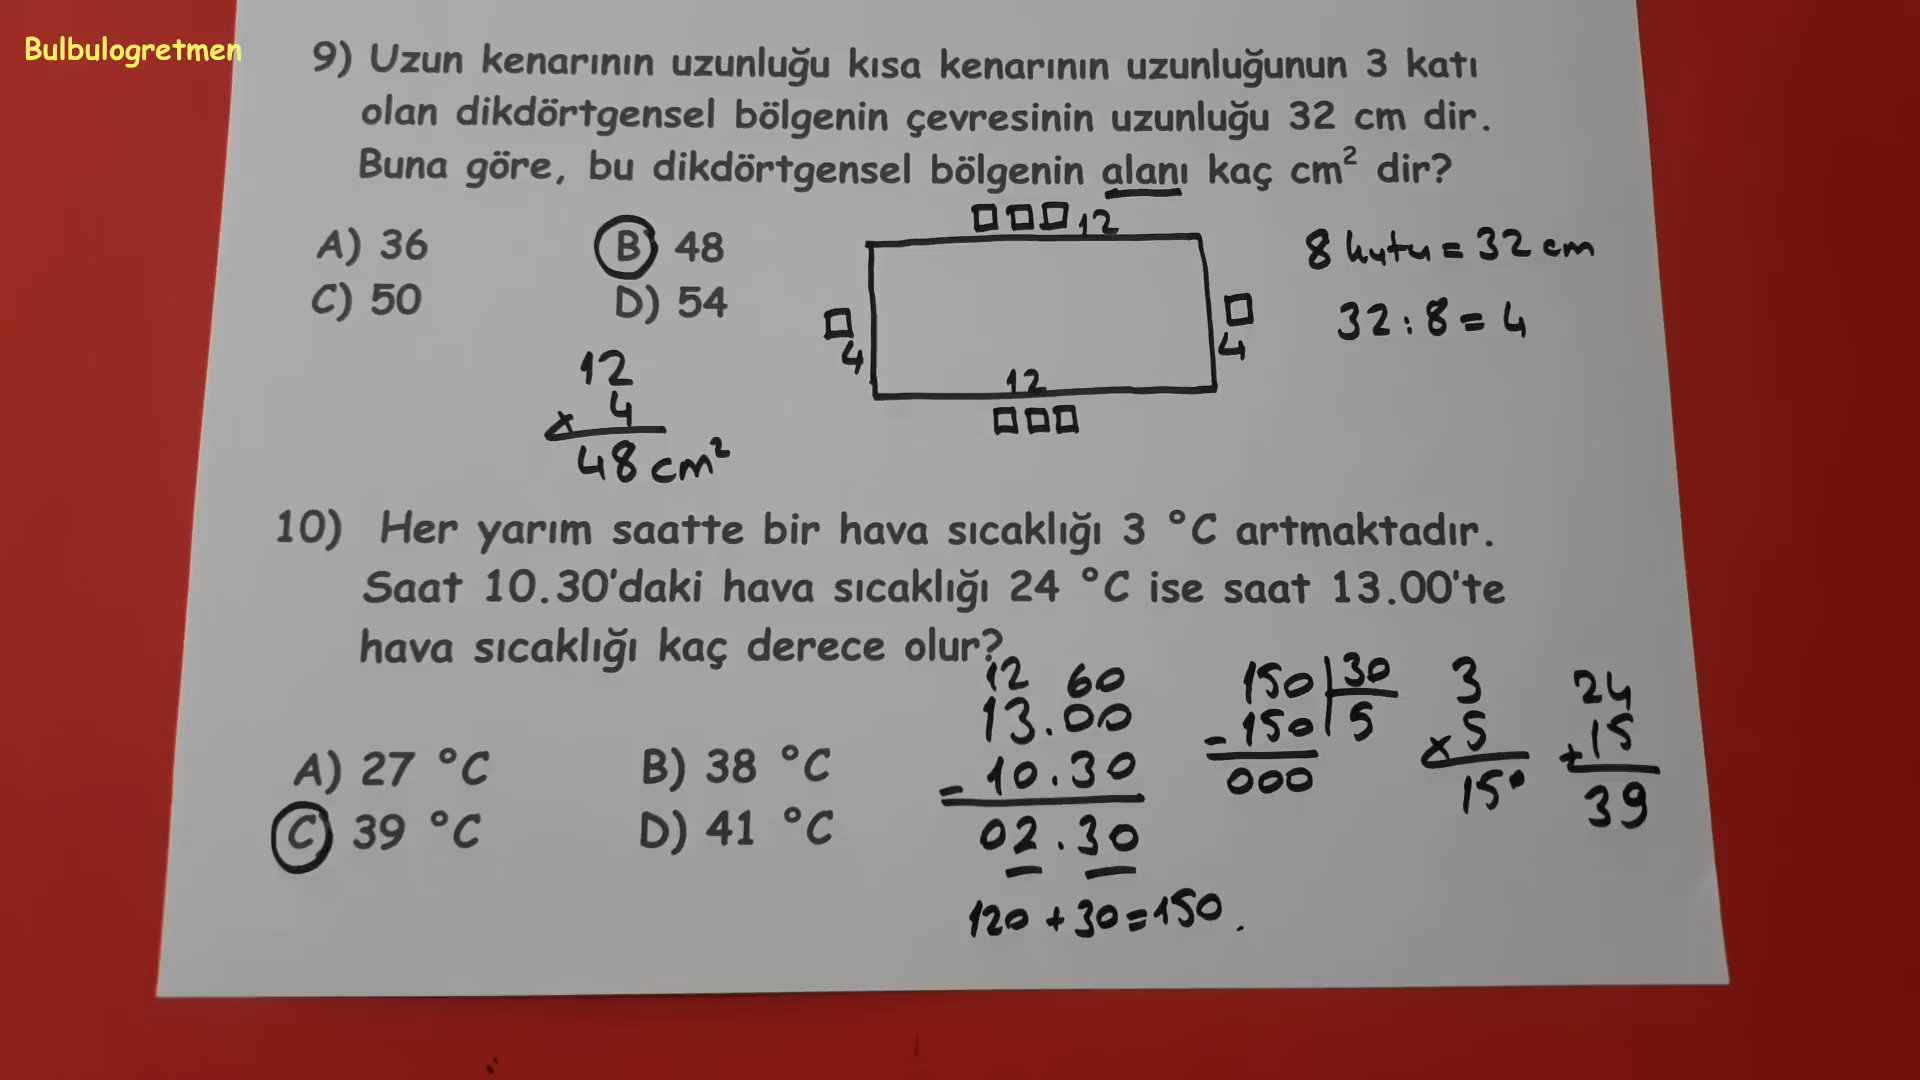 Bulbulogretmen
9) Uzun kenarının uzunluğu kısa kenarının uzunluğunun 3 katı
olan dikdörtgensel bölgenin çevresinin uzunluğu 32 cm dir.
Buna göre, bu dikdörtgensel bölgenin alanı kaç cm² dir?
A) 36
B) 48
C) 50
D) 54
12
8 kutu = 32 cm
32 : 8 = 4
4
4
12
12
x 4
48 cm²
10) Her yarım saatte bir hava sıcaklığı 3 °C artmaktadır.
Saat 10.30'daki hava sıcaklığı 24 °C ise saat 13.00'te
hava sıcaklığı kaç derece olur?
A) 27 °C
B) 38 °C
C) 39 °C
D) 41 °C
12 60
13.00
- 10.30
02.30
120 + 30 = 150.
150 | 30
- 150 | 5
000
3
x 5
15
24
+ 15
39